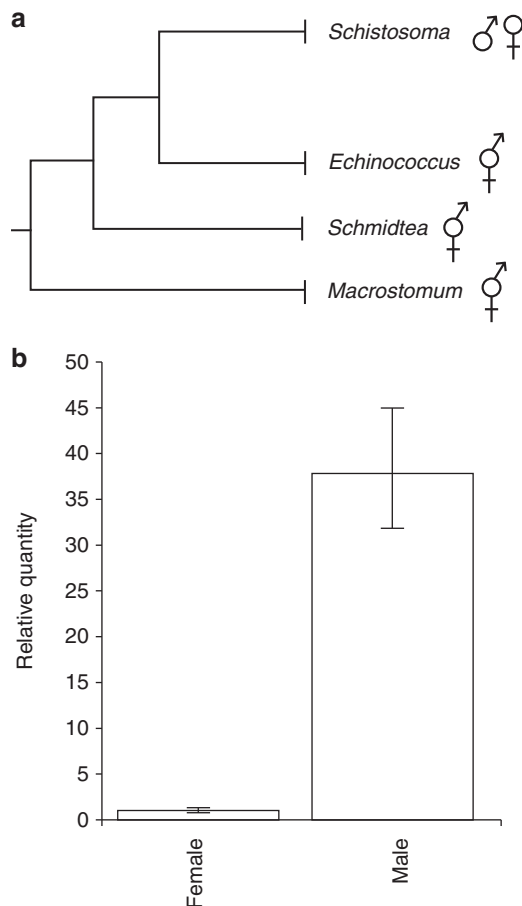 a
Schistosoma ♂ ♀
Echinococcus ⚥
Schmidtea ⚥
Macrostomum ⚥
b
50
45
40
35
30
25
20
15
10
5
0
Relative quantity
Female
Male